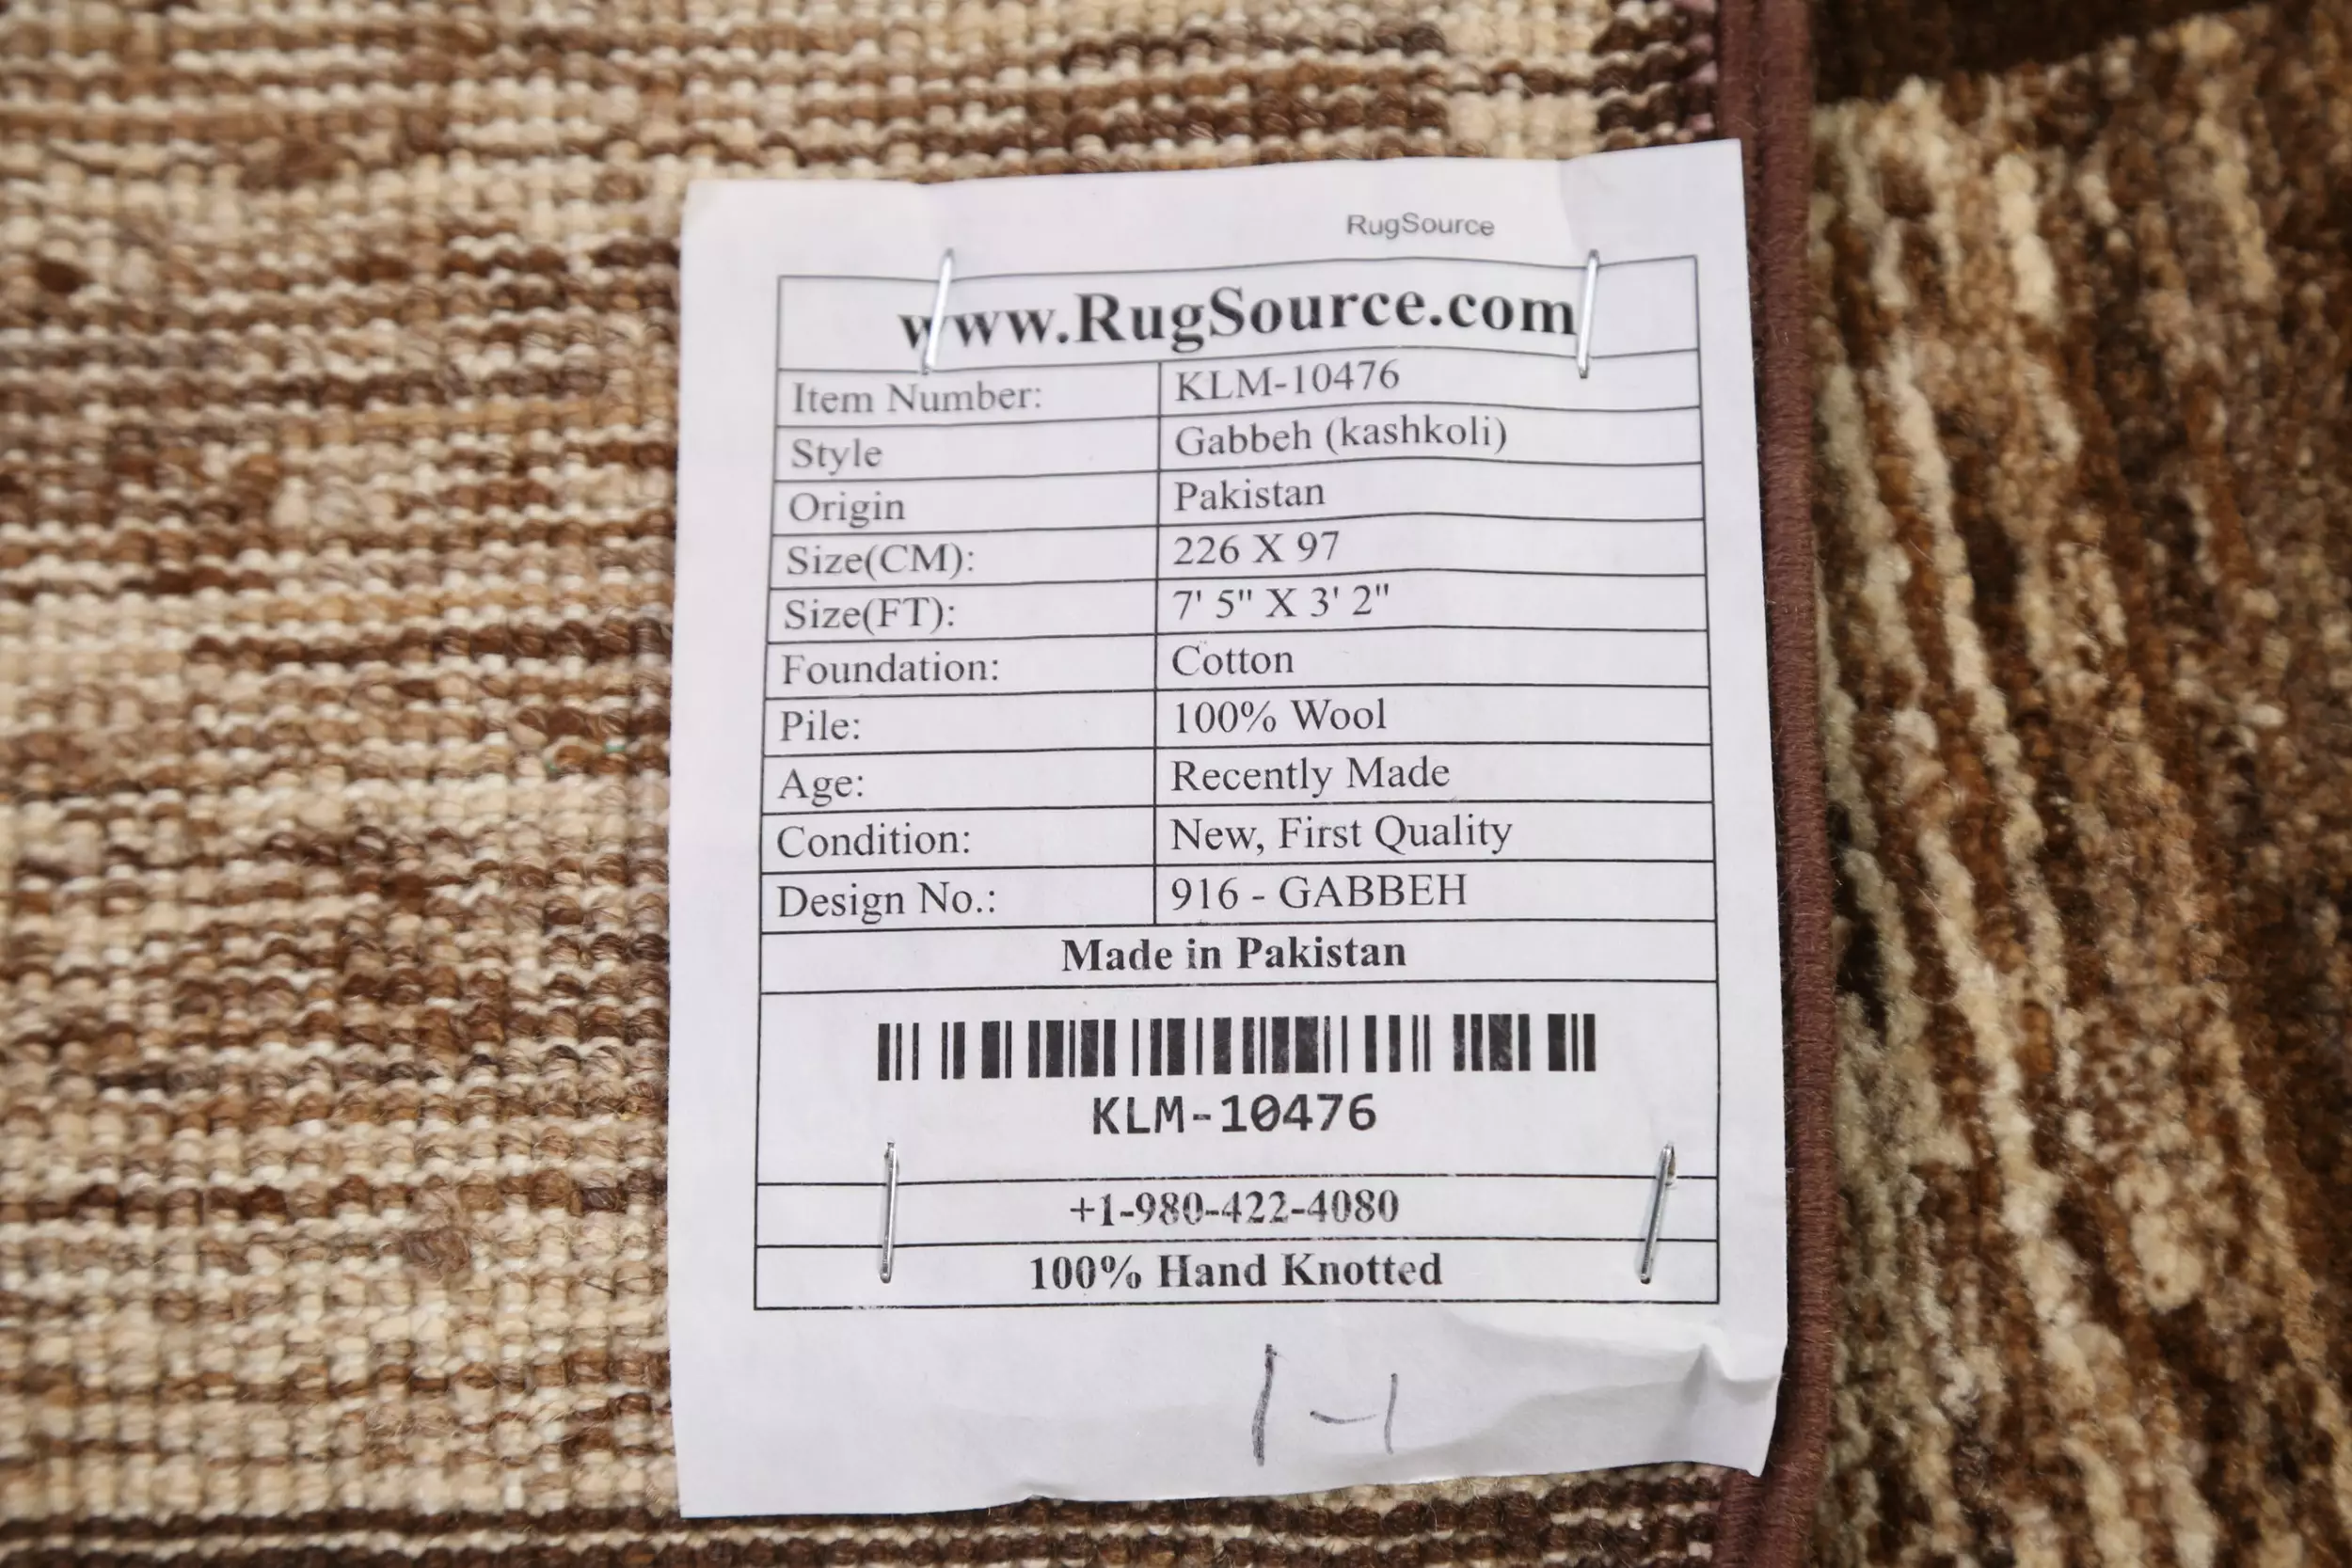 RugSource
www.RugSource.com
Item Number: KLM-10476
Style Gabbeh (kashkoli)
Origin Pakistan
Size(CM): 226 X 97
Size(FT): 7' 5" X 3' 2"
Foundation: Cotton
Pile: 100% Wool
Age: Recently Made
Condition: New, First Quality
Design No.: 916 - GABBEH
Made in Pakistan
KLM-10476
+1-980-422-4080
100% Hand Knotted
1-1